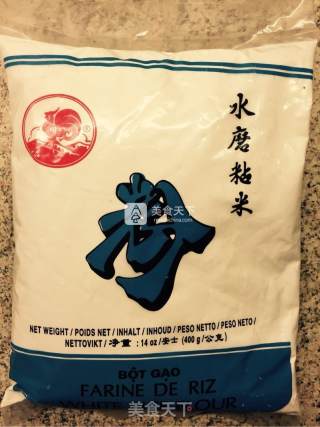 水磨粘米
粉
美食天下
NET WEIGHT / POIDS NET / INHALT / INHOUD / PESO NETTO / PESO NETO /
NETTOVIKT / 净重 : 14 oz / 安士 (400 g / 公克)
BỘT GẠO
FARINE DE RIZ
WHITE
美食天下